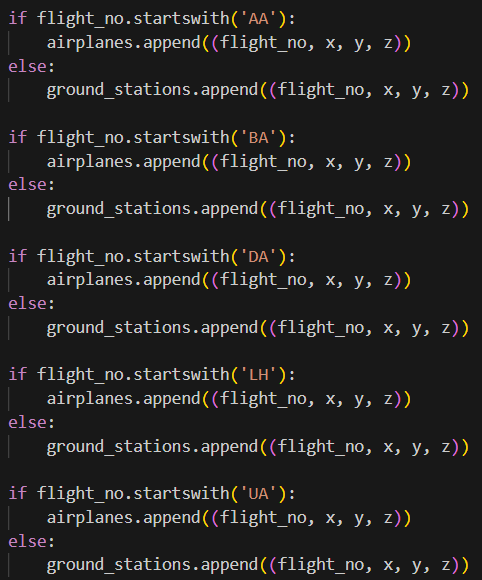 if flight_no.startswith('AA'):
    airplanes.append((flight_no, x, y, z))
else:
    ground_stations.append((flight_no, x, y, z))

if flight_no.startswith('BA'):
    airplanes.append((flight_no, x, y, z))
else:
    ground_stations.append((flight_no, x, y, z))

if flight_no.startswith('DA'):
    airplanes.append((flight_no, x, y, z))
else:
    ground_stations.append((flight_no, x, y, z))

if flight_no.startswith('LH'):
    airplanes.append((flight_no, x, y, z))
else:
    ground_stations.append((flight_no, x, y, z))

if flight_no.startswith('UA'):
    airplanes.append((flight_no, x, y, z))
else:
    ground_stations.append((flight_no, x, y, z))